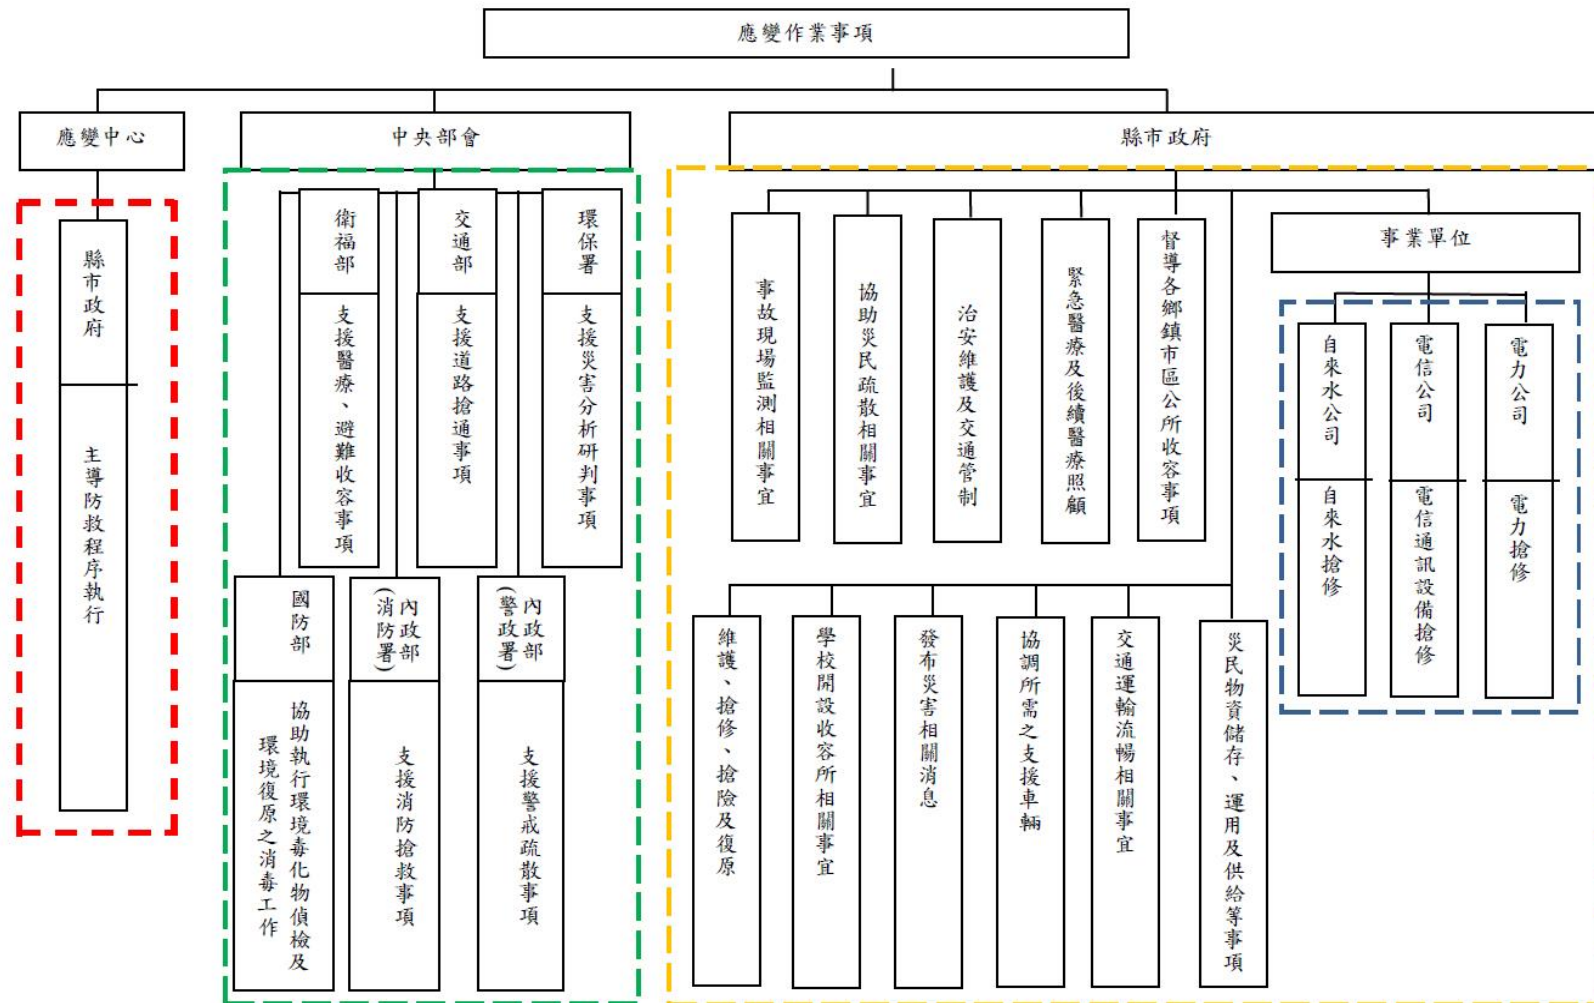 應變作業事項
應變中心
中央部會
縣市政府
縣市政府
主導防救程序執行
衛福部
支援醫療、避難收容事項
交通部
支援道路搶通事項
環保署
支援災害分析研判事項
國防部
協助執行環境毒化物偵檢及
環境復原之消毒工作
內政部
(消防署)
支援消防搶救事項
內政部
(警政署)
支援警戒疏散事項
事故現場監測相關事宜
協助災民疏散相關事宜
治安維護及交通管制
緊急醫療及後續醫療照顧
督導各鄉鎮市區公所收容事項
事業單位
自來水公司
自來水搶修
電信公司
電信通訊設備搶修
電力公司
電力搶修
維護、搶修、搶險及復原
學校開設收容所相關事宜
發布災害相關消息
協調所需之支援車輛
交通運輸流暢相關事宜
災民物資儲存、運用及供給等事項